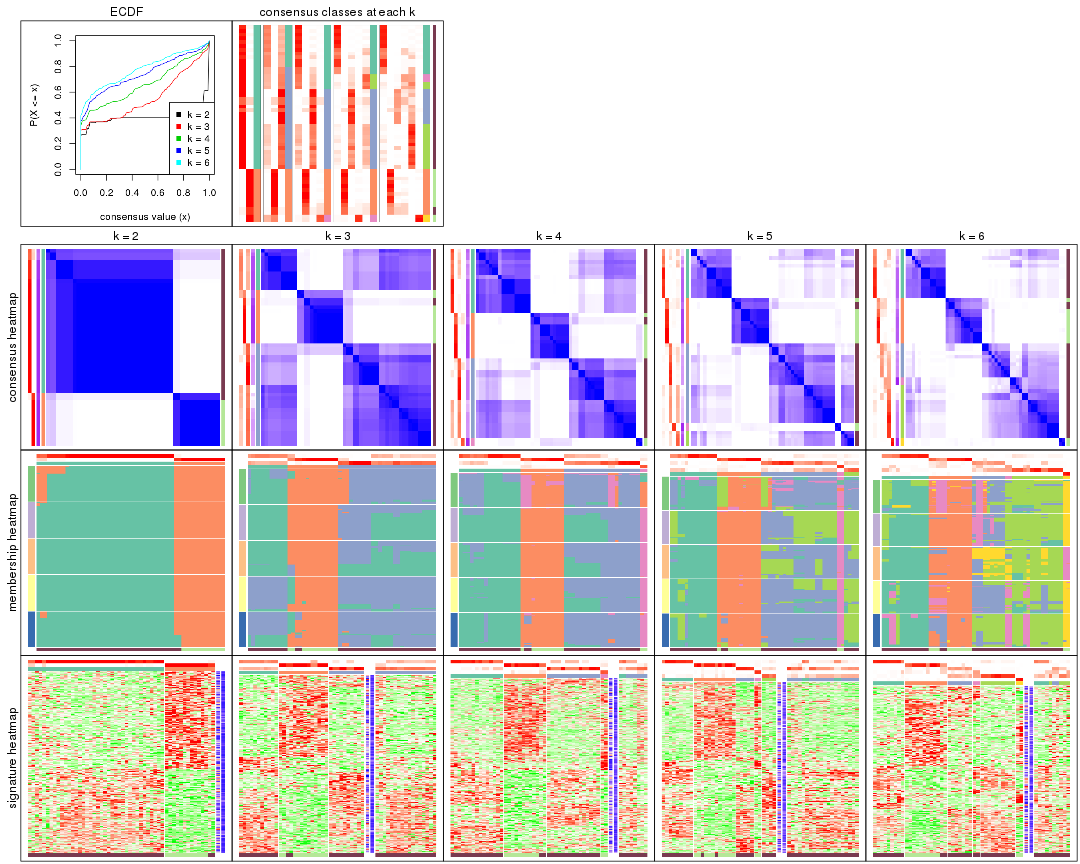 ECDF
consensus classes at each k
P(X <= x)
0.0 0.2 0.4 0.6 0.8 1.0
k = 2
k = 3
k = 4
k = 5
k = 6
0.0 0.2 0.4 0.6 0.8 1.0
consensus value (x)
k = 2
k = 3
k = 4
k = 5
k = 6
consensus heatmap
membership heatmap
signature heatmap